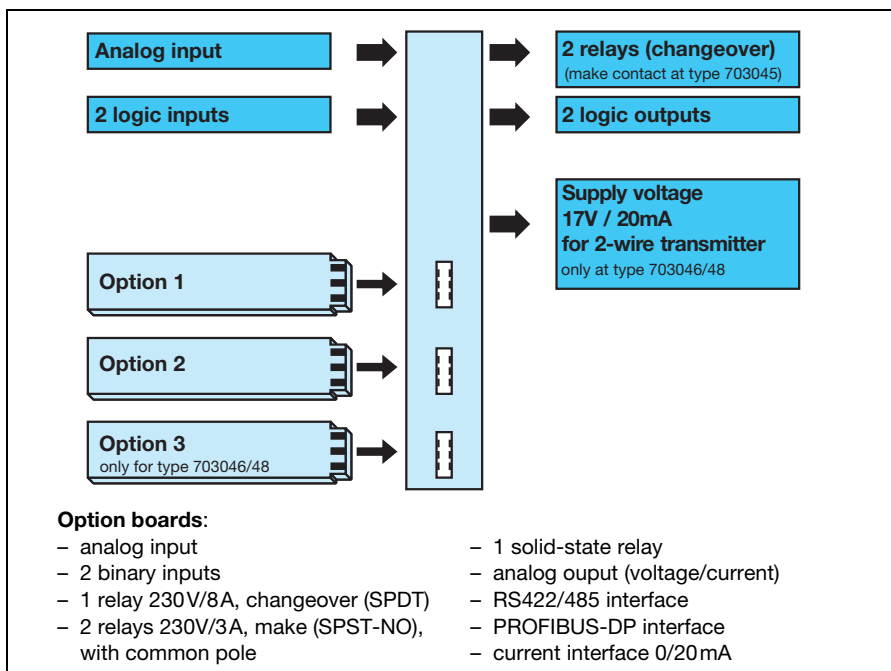 Analog input
2 relays (changeover)
(make contact at type 703045)
2 logic inputs
2 logic outputs
Supply voltage
17V / 20mA
for 2-wire transmitter
only at type 703046/48
Option 1
Option 2
Option 3
only for type 703046/48
Option boards:
– analog input
– 2 binary inputs
– 1 relay 230V/8A, changeover (SPDT)
– 2 relays 230V/3A, make (SPST-NO),
with common pole
– 1 solid-state relay
– analog ouput (voltage/current)
– RS422/485 interface
– PROFIBUS-DP interface
– current interface 0/20mA